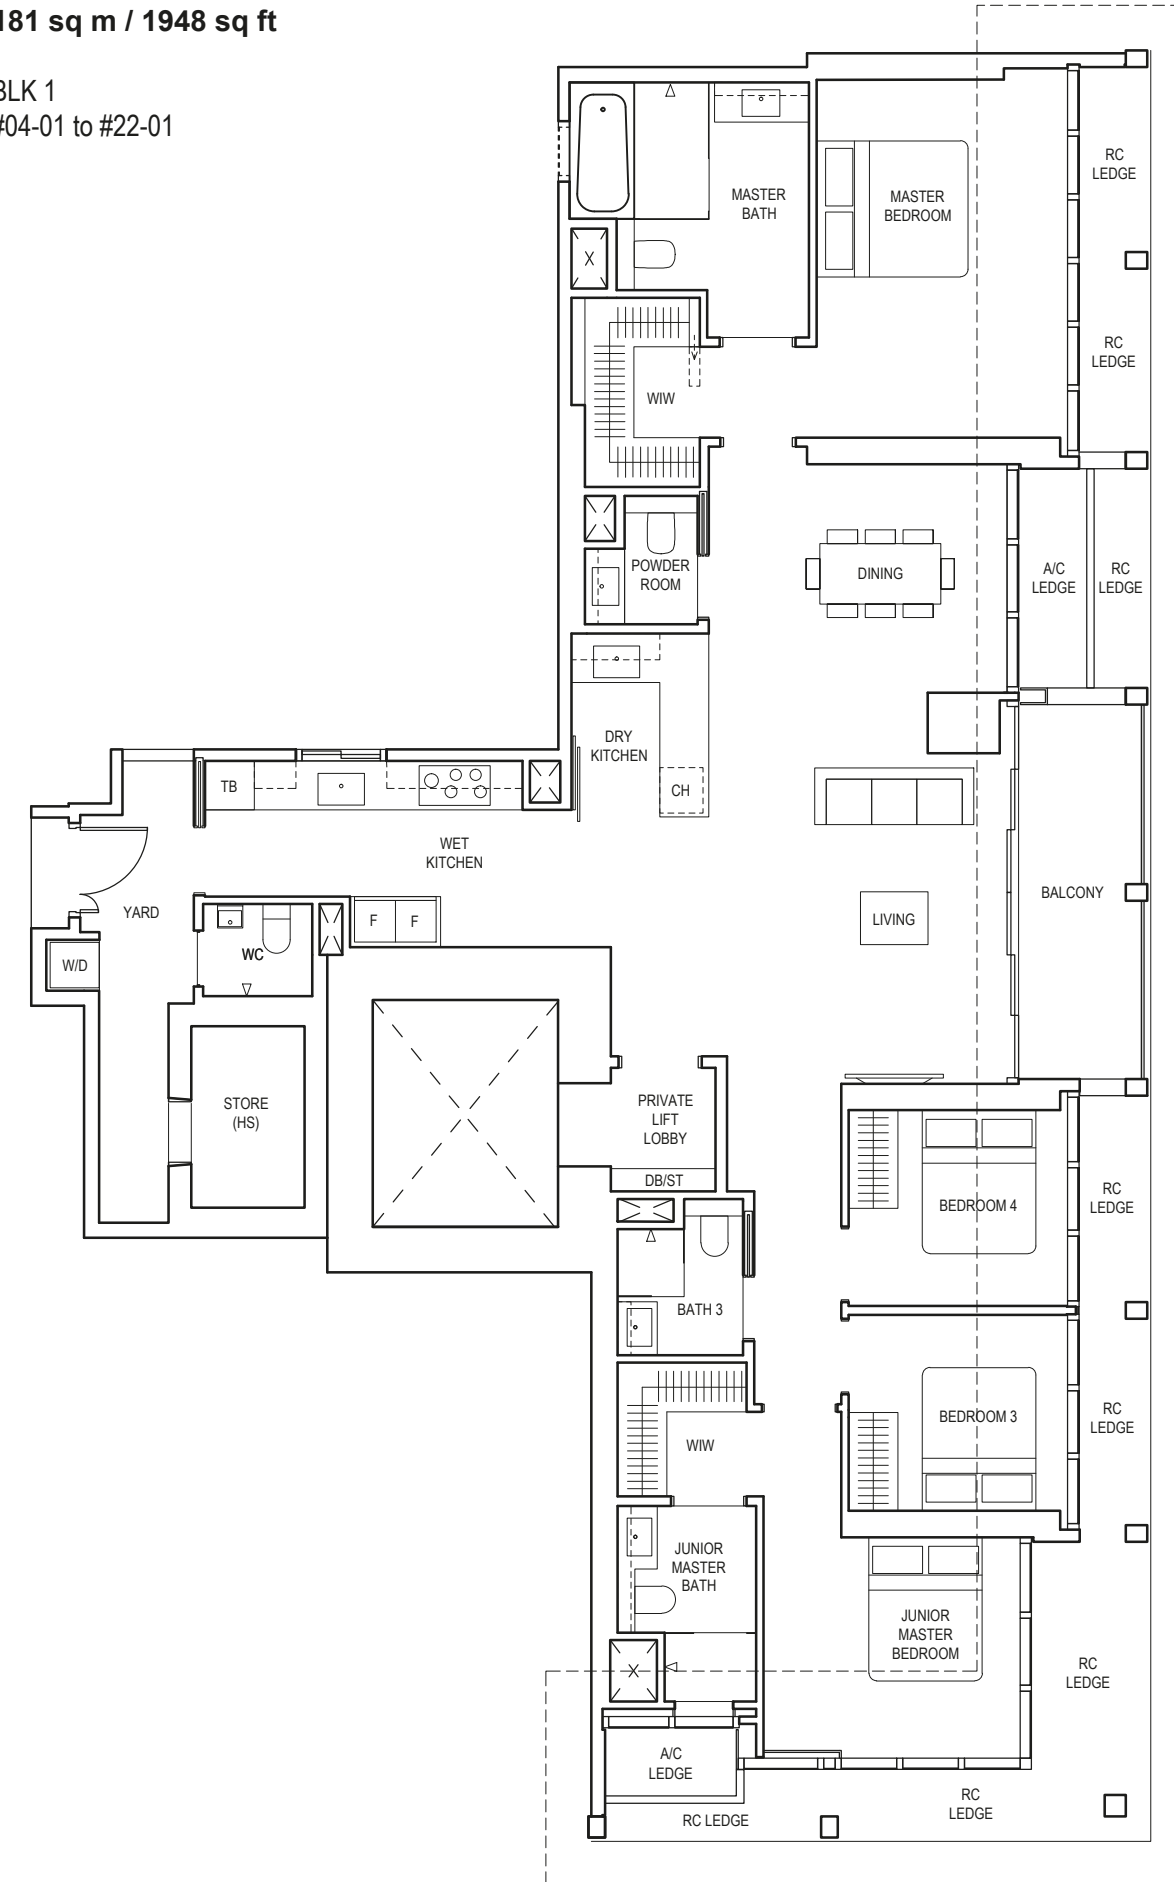 181 sq m / 1948 sq ft
BLK 1
#04-01 to #22-01
MASTER
BATH
MASTER
BEDROOM
RC
LEDGE
RC
LEDGE
WIW
POWDER
ROOM
DINING
A/C
LEDGE
RC
LEDGE
DRY
KITCHEN
CH
TB
WET
KITCHEN
YARD
F
F
WC
W/D
LIVING
BALCONY
STORE
(HS)
PRIVATE
LIFT
LOBBY
DB/ST
BEDROOM 4
RC
LEDGE
BATH 3
BEDROOM 3
RC
LEDGE
WIW
JUNIOR
MASTER
BATH
JUNIOR
MASTER
BEDROOM
RC
LEDGE
A/C
LEDGE
RC LEDGE
RC
LEDGE